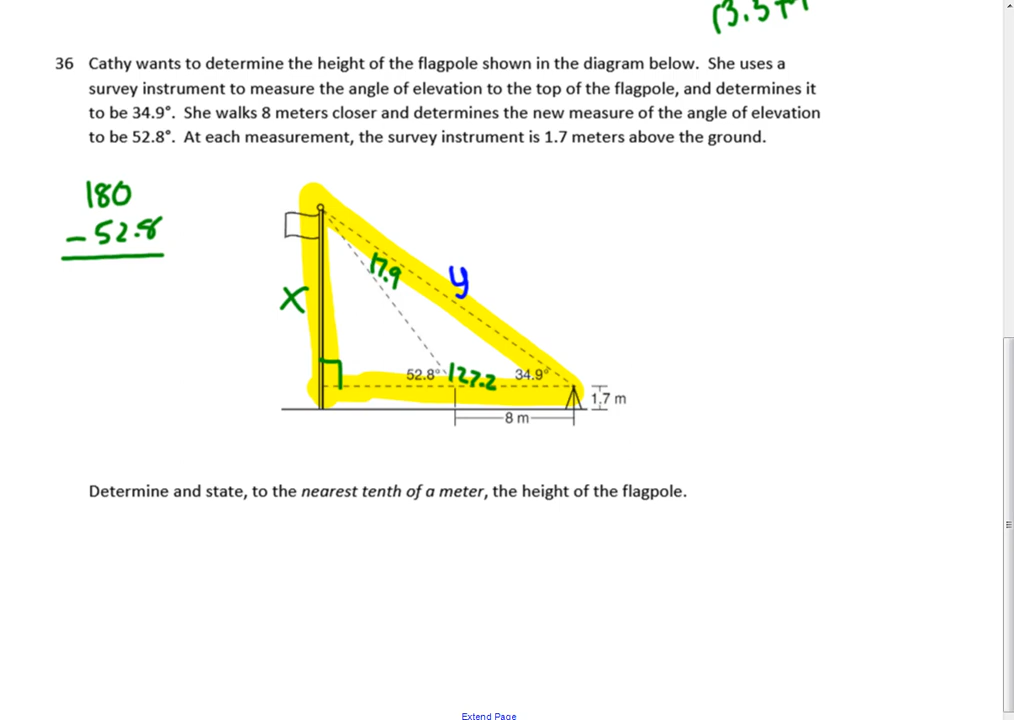 13.5 ft
36 Cathy wants to determine the height of the flagpole shown in the diagram below. She uses a
survey instrument to measure the angle of elevation to the top of the flagpole, and determines it
to be 34.9°. She walks 8 meters closer and determines the new measure of the angle of elevation
to be 52.8°. At each measurement, the survey instrument is 1.7 meters above the ground.
180
- 52.8
17.9
y
x
52.8° 127.2 34.9°
1.7 m
8 m
Determine and state, to the nearest tenth of a meter, the height of the flagpole.
Extend Page